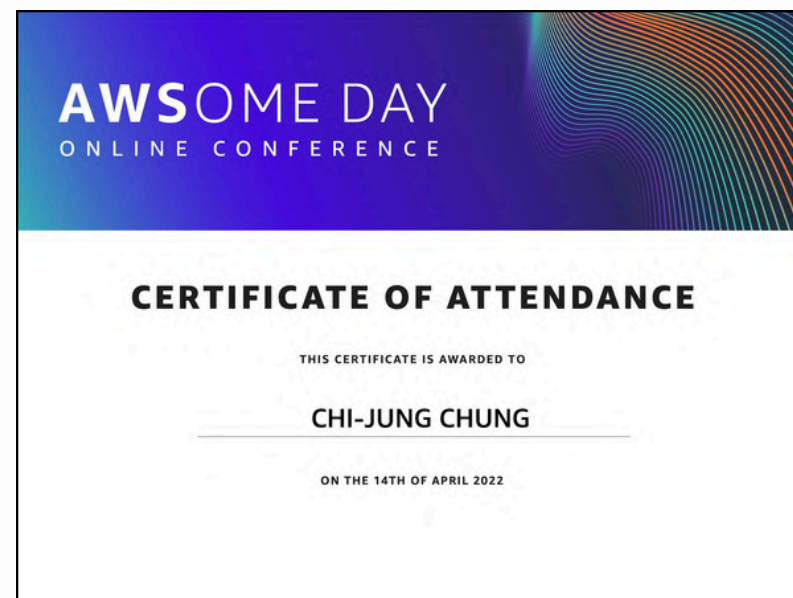 AWSOME DAY
ONLINE CONFERENCE
CERTIFICATE OF ATTENDANCE
THIS CERTIFICATE IS AWARDED TO
CHI-JUNG CHUNG
ON THE 14TH OF APRIL 2022